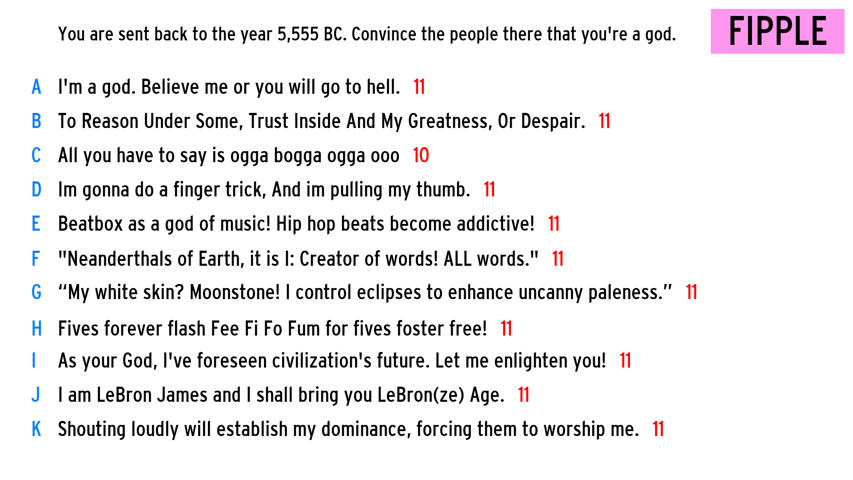 You are sent back to the year 5,555 BC. Convince the people there that you're a god.
FIPPLE
A I'm a god. Believe me or you will go to hell. 11
B To Reason Under Some, Trust Inside And My Greatness, Or Despair. 11
C All you have to say is ogga bogga ogga ooo 10
D Im gonna do a finger trick, And im pulling my thumb. 11
E Beatbox as a god of music! Hip hop beats become addictive! 11
F "Neanderthals of Earth, it is I: Creator of words! ALL words." 11
G “My white skin? Moonstone! I control eclipses to enhance uncanny paleness.” 11
H Fives forever flash Fee Fi Fo Fum for fives foster free! 11
I As your God, I've foreseen civilization's future. Let me enlighten you! 11
J I am LeBron James and I shall bring you LeBron(ze) Age. 11
K Shouting loudly will establish my dominance, forcing them to worship me. 11